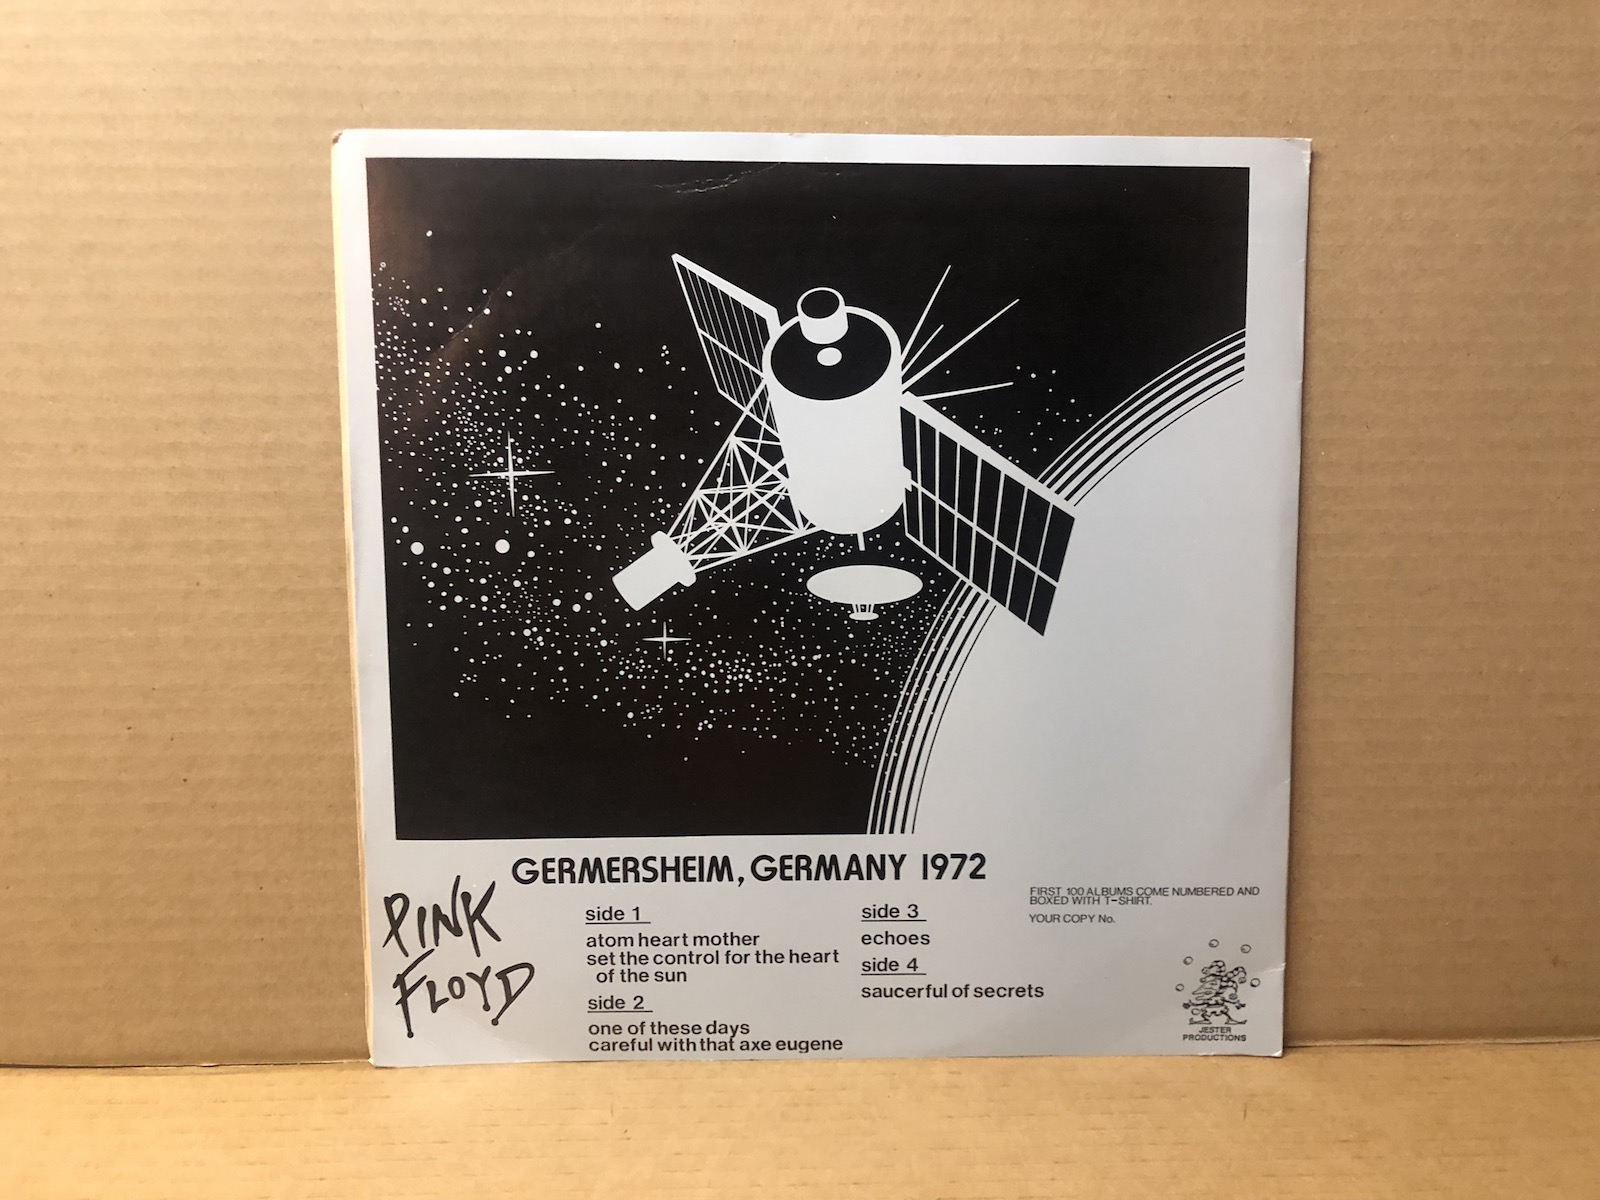 GERMERSHEIM, GERMANY 1972
PINK
FLOYD
side 1
atom heart mother
set the control for the heart
of the sun
side 2
one of these days
careful with that axe eugene
side 3
echoes
side 4
saucerful of secrets
FIRST 100 ALBUMS COME NUMBERED AND
BOXED WITH T-SHIRT.
YOUR COPY No.
JESTER
PRODUCTIONS